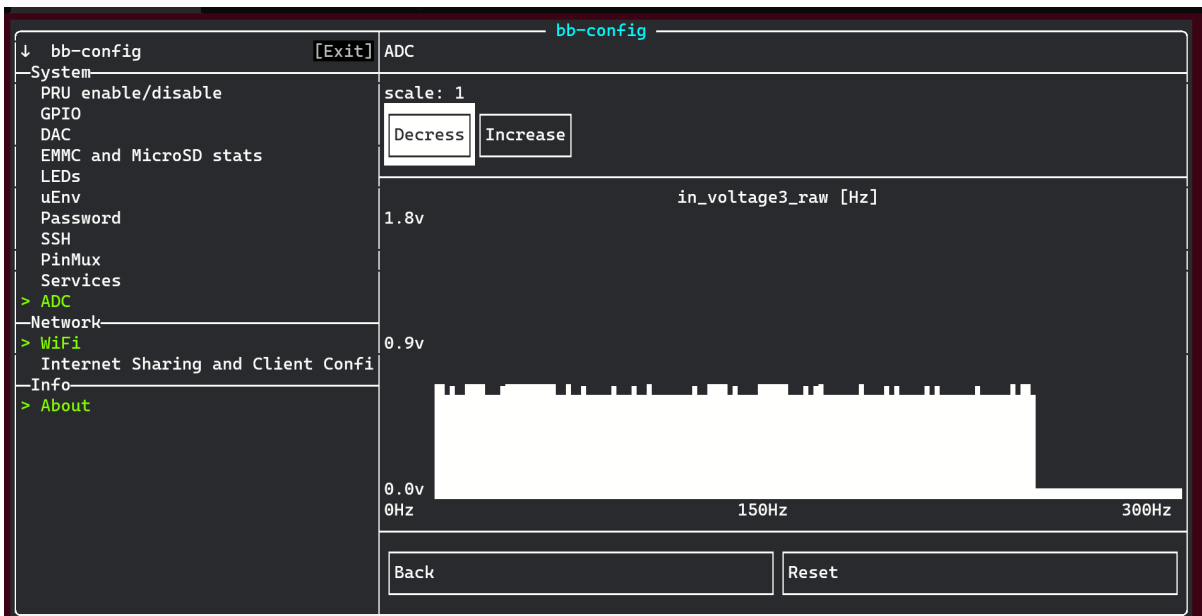 bb-config
↓ bb-config [Exit]
System
PRU enable/disable
GPIO
DAC
EMMC and MicroSD stats
LEDs
uEnv
Password
SSH
PinMux
Services
> ADC
Network
> WiFi
Internet Sharing and Client Confi
Info
> About
ADC
scale: 1
Decress Increase
in_voltage3_raw [Hz]
1.8v
0.9v
0.0v
0Hz 150Hz 300Hz
Back Reset